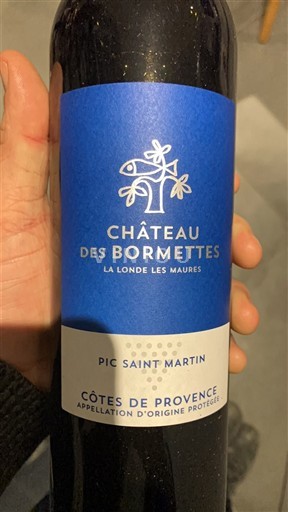 CHÂTEAU
DES BORMETTES
LA LONDE LES MAURES
PIC SAINT MARTIN
CÔTES DE PROVENCE
APPELLATION D'ORIGINE PROTÉGÉE